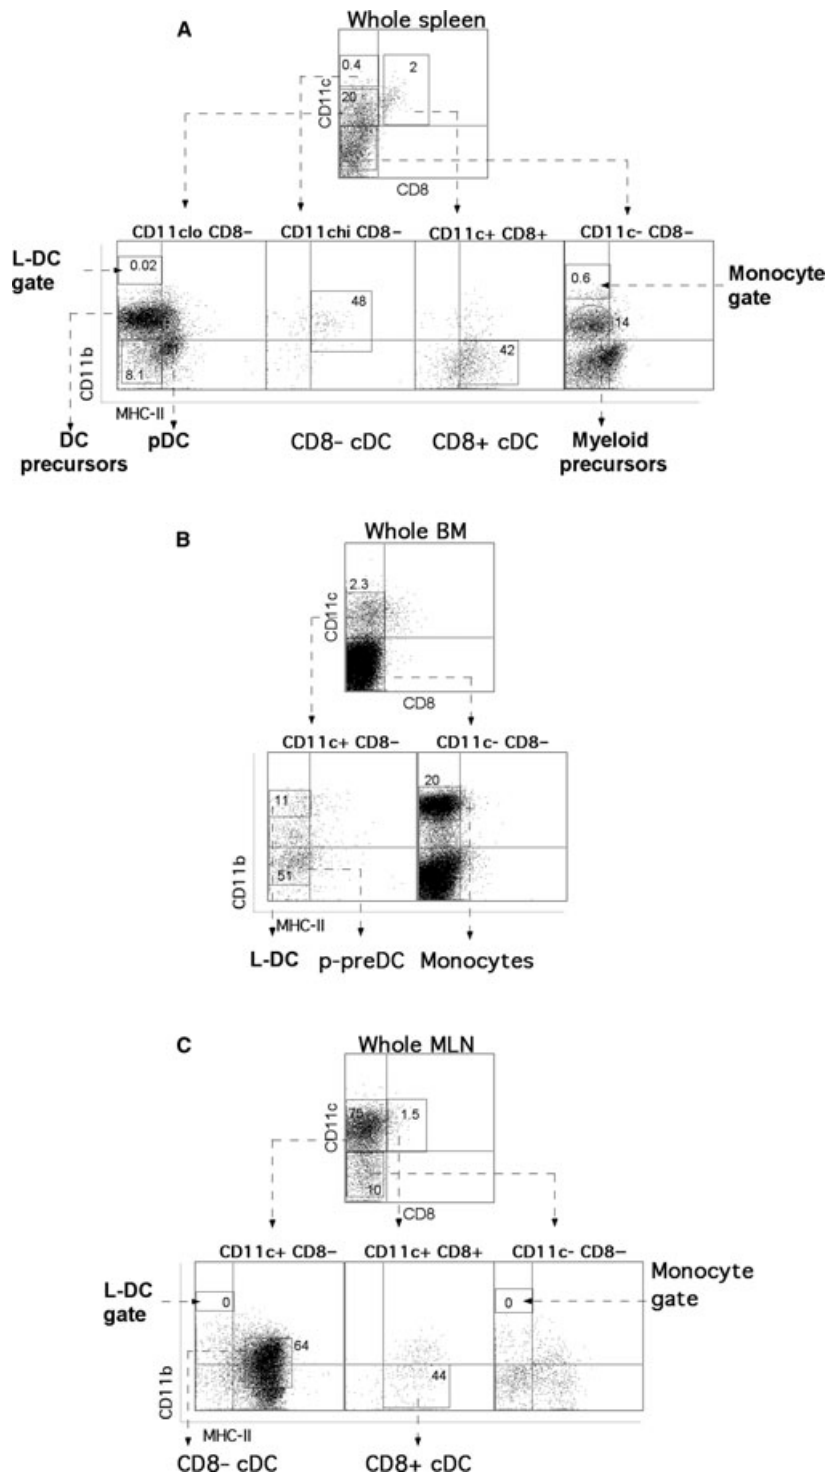 A
Whole spleen
0.4
2
20
CD11c
CD8
CD11clo CD8-
CD11chi CD8-
CD11c+ CD8+
CD11c- CD8-
L-DC
gate
0.02
48
42
0.6
14
8.1
Monocyte
gate
CD11b
MHC-II
DC
precursors
pDC
CD8- cDC
CD8+ cDC
Myeloid
precursors
B
Whole BM
2.3
CD11c
CD8
CD11c+ CD8-
CD11c- CD8-
11
20
51
CD11b
MHC-II
L-DC
p-preDC
Monocytes
C
Whole MLN
75
1.5
10
CD11c
CD8
CD11c+ CD8-
CD11c+ CD8+
CD11c- CD8-
L-DC
gate
0
64
44
0
Monocyte
gate
CD11b
MHC-II
CD8- cDC
CD8+ cDC